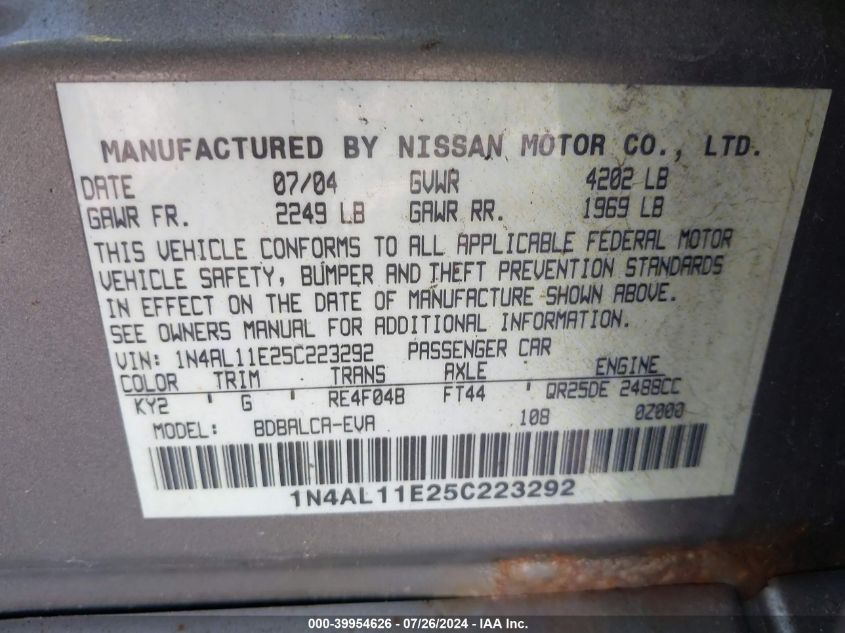 MANUFACTURED BY NISSAN MOTOR CO., LTD.
DATE 07/04 GVWR 4202 LB
GAWR FR. 2249 LB GAWR RR. 1969 LB
THIS VEHICLE CONFORMS TO ALL APPLICABLE FEDERAL MOTOR
VEHICLE SAFETY, BUMPER AND THEFT PREVENTION STANDARDS
IN EFFECT ON THE DATE OF MANUFACTURE SHOWN ABOVE.
SEE OWNERS MANUAL FOR ADDITIONAL INFORMATION.
VIN: 1N4AL11E25C223292 PASSENGER CAR
COLOR TRIM TRANS AXLE ENGINE
KY2 ' G ' RE4F04B FT44 ' QR25DE 2488CC
MODEL: BDBALCA-EVA 108 0Z000
1N4AL11E25C223292
000-39954626 - 07/26/2024 - IAA Inc.